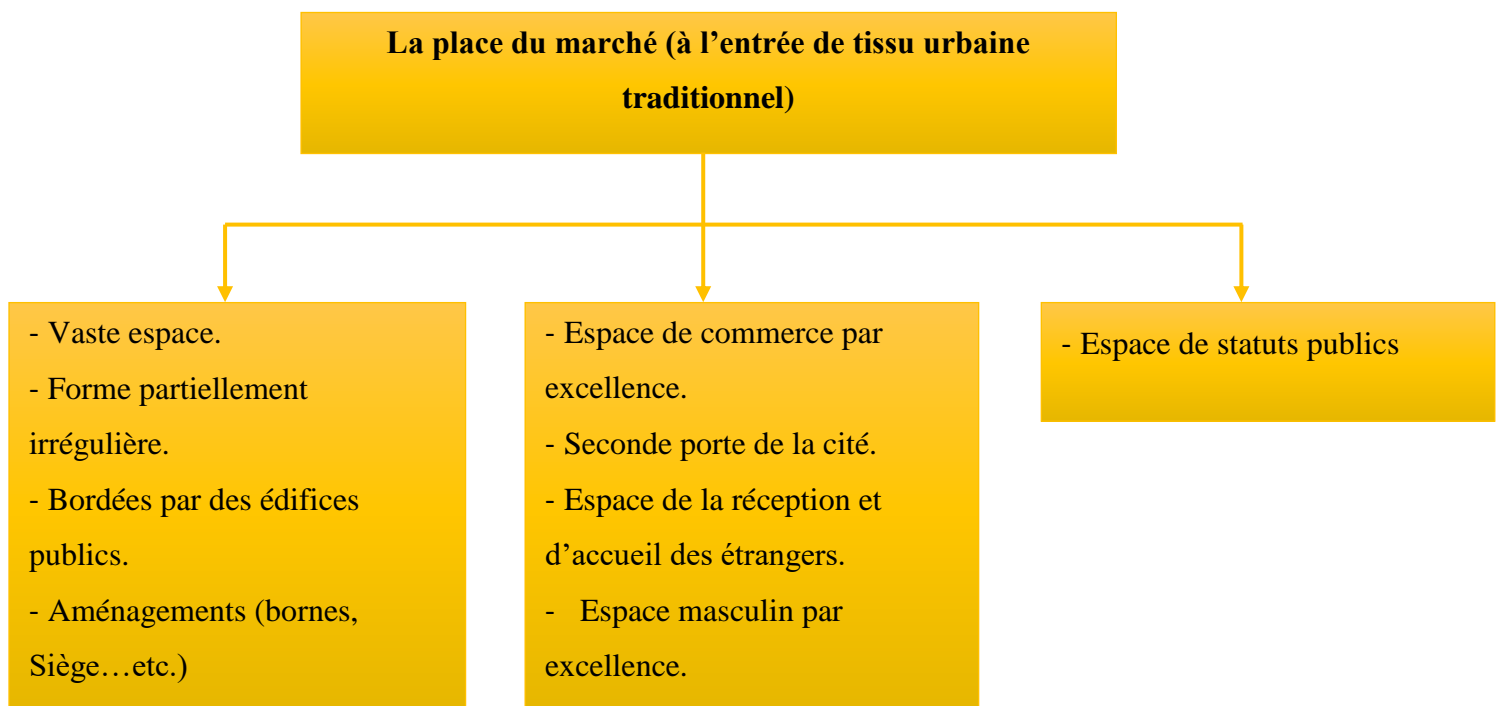 La place du marché (à l’entrée de tissu urbaine
traditionnel)
- Vaste espace.
- Forme partiellement
irrégulière.
- Bordées par des édifices
publics.
- Aménagements (bornes,
Siège…etc.)
- Espace de commerce par
excellence.
- Seconde porte de la cité.
- Espace de la réception et
d’accueil des étrangers.
- Espace masculin par
excellence.
- Espace de statuts publics